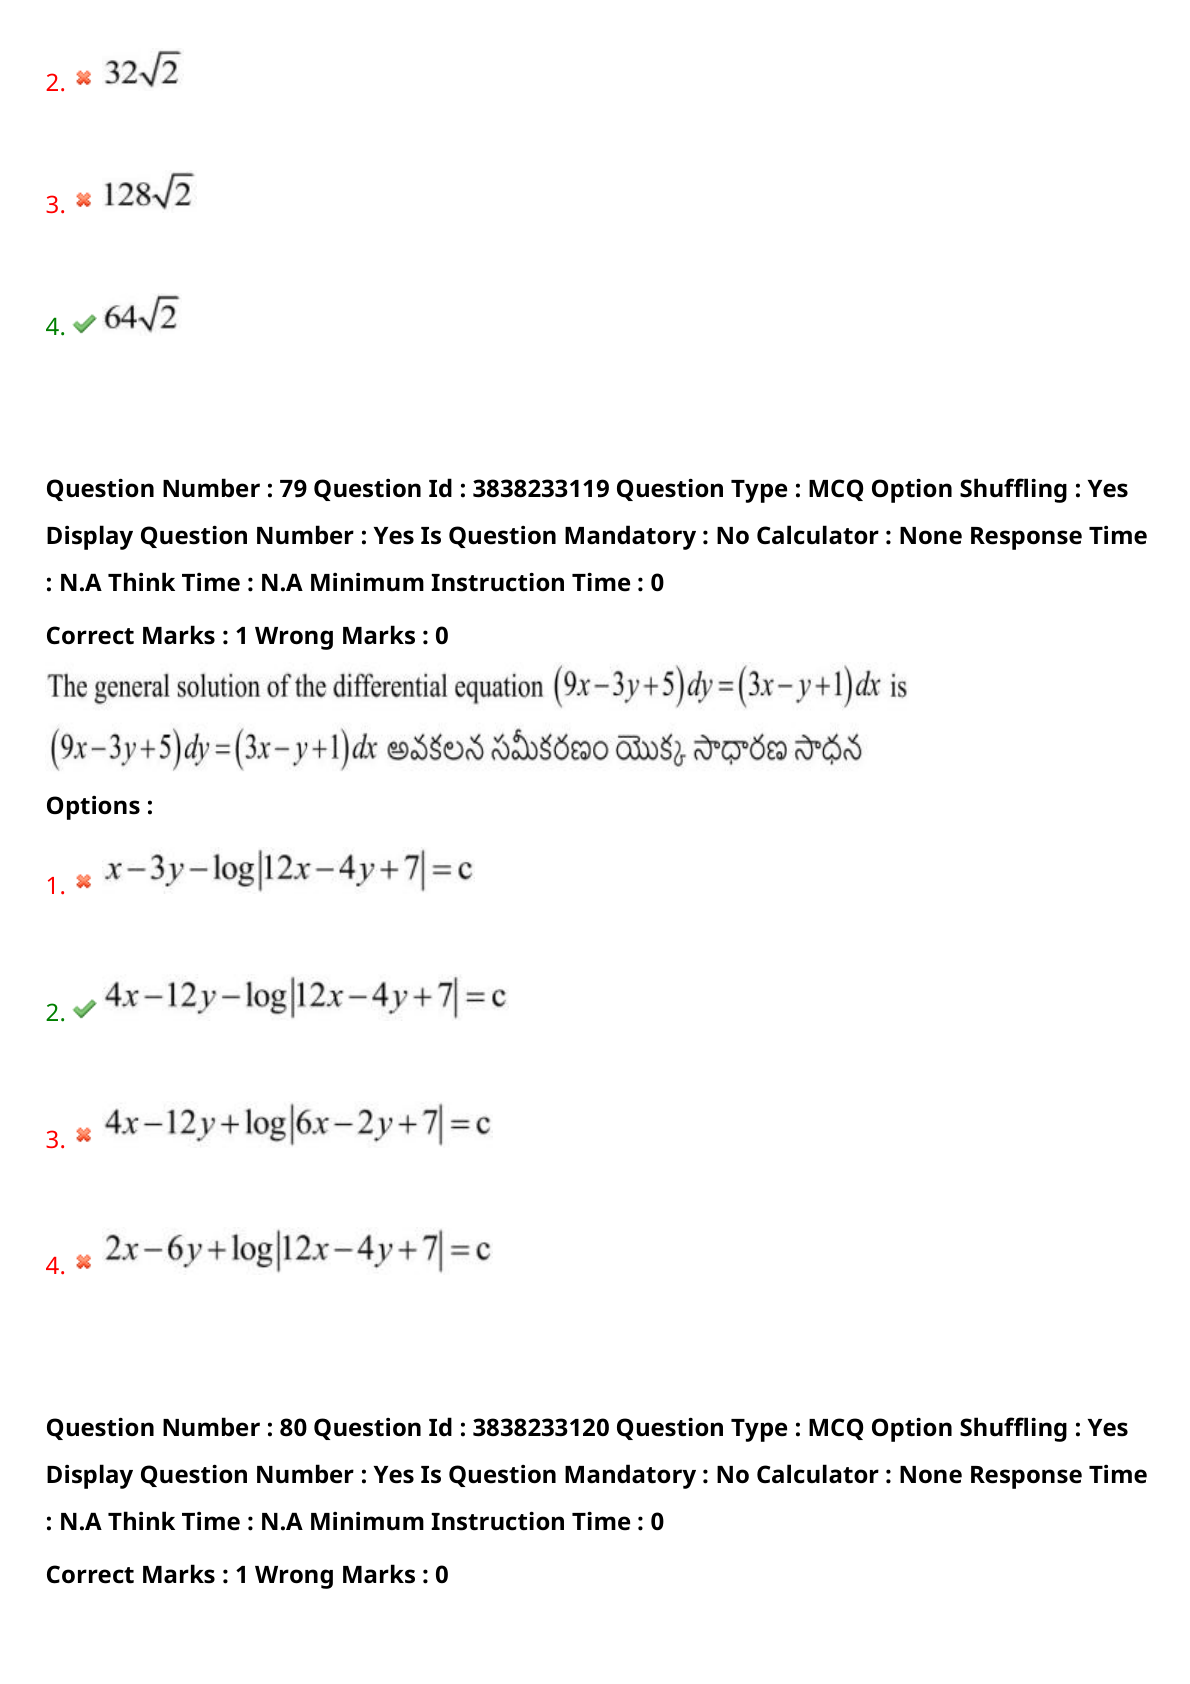 2. 32√2
3. 128√2
4. 64√2
Question Number : 79 Question Id : 3838233119 Question Type : MCQ Option Shuffling : Yes
Display Question Number : Yes Is Question Mandatory : No Calculator : None Response Time
: N.A Think Time : N.A Minimum Instruction Time : 0
Correct Marks : 1 Wrong Marks : 0
The general solution of the differential equation (9x−3y+5)dy=(3x−y+1)dx is
(9x−3y+5)dy=(3x−y+1)dx అవకలన సమీకరణం యొక్క సాధారణ సాధన
Options :
1. x−3y−log|12x−4y+7|=c
2. 4x−12y−log|12x−4y+7|=c
3. 4x−12y+log|6x−2y+7|=c
4. 2x−6y+log|12x−4y+7|=c
Question Number : 80 Question Id : 3838233120 Question Type : MCQ Option Shuffling : Yes
Display Question Number : Yes Is Question Mandatory : No Calculator : None Response Time
: N.A Think Time : N.A Minimum Instruction Time : 0
Correct Marks : 1 Wrong Marks : 0